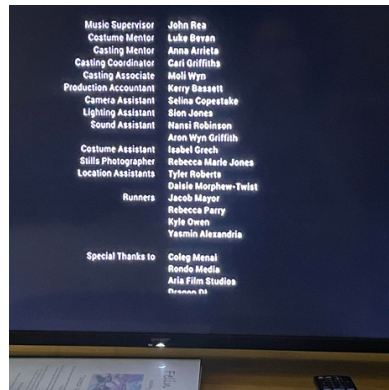 Music Supervisor John Rea
Costume Mentor Luke Bevan
Casting Mentor Anna Arrieta
Casting Coordinator Cari Griffiths
Casting Associate Moli Wyn
Production Accountant Kerry Bassett
Camera Assistant Selina Copestake
Lighting Assistant Sion Jones
Sound Assistant Nansi Robinson
Aron Wyn Griffith
Costume Assistant Isabel Grech
Stills Photographer Rebecca Marie Jones
Location Assistants Tyler Roberts
Daisie Morphew-Twist
Runners Jacob Mayor
Rebecca Parry
Kyle Owen
Yasmin Alexandria
Special Thanks to Coleg Menai
Rondo Media
Aria Film Studios
Dragon DI